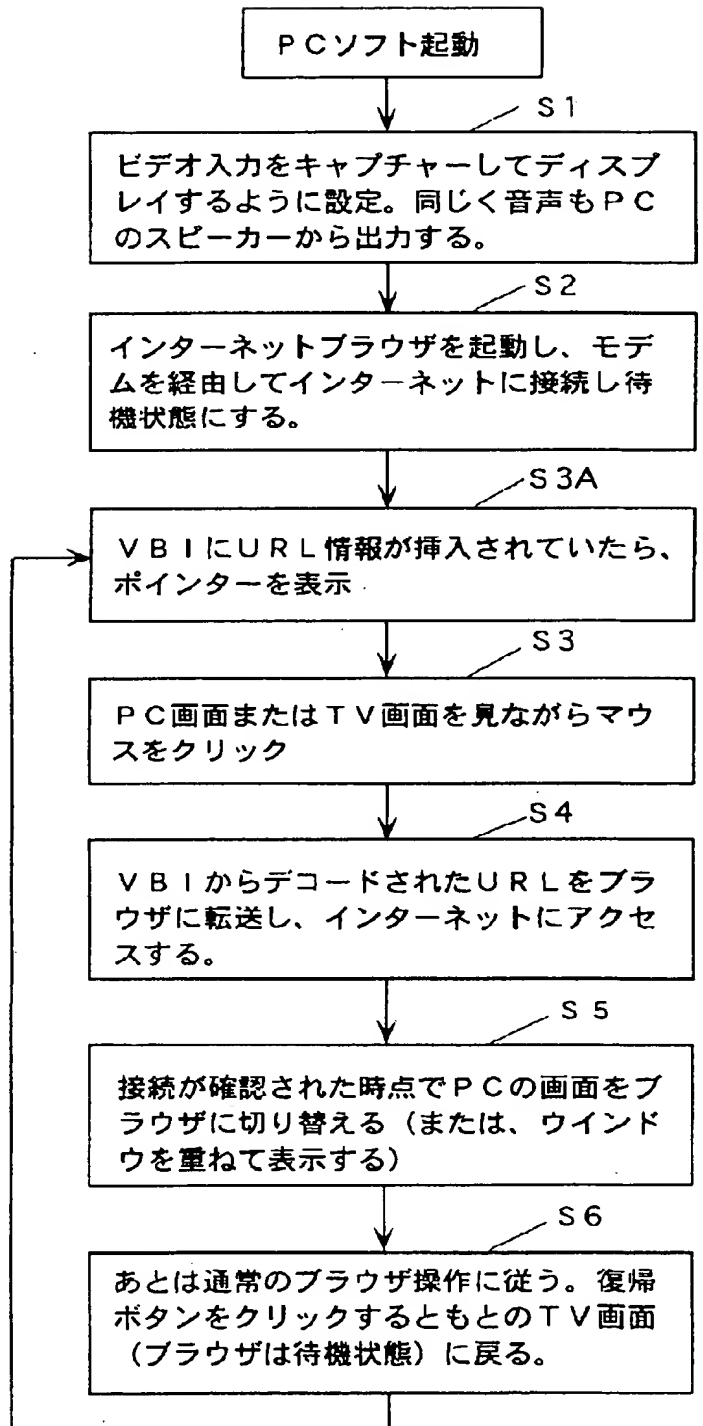 PCソフト起動
S1
ビデオ入力をキャプチャーしてディスプ
レイするように設定。同じく音声もPC
のスピーカーから出力する。
S2
インターネットブラウザを起動し、モデ
ムを経由してインターネットに接続し待
機状態にする。
S3A
VBIにURL情報が挿入されていたら、
ポインターを表示
S3
PC画面またはTV画面を見ながらマウ
スをクリック
S4
VBIからデコードされたURLをブラ
ウザに転送し、インターネットにアクセ
スする。
S5
接続が確認された時点でPCの画面をブ
ラウザに切り替える(または、ウインド
ウを重ねて表示する)
S6
あとは通常のブラウザ操作に従う。復帰
ボタンをクリックするともとのTV画面
(ブラウザは待機状態)に戻る。